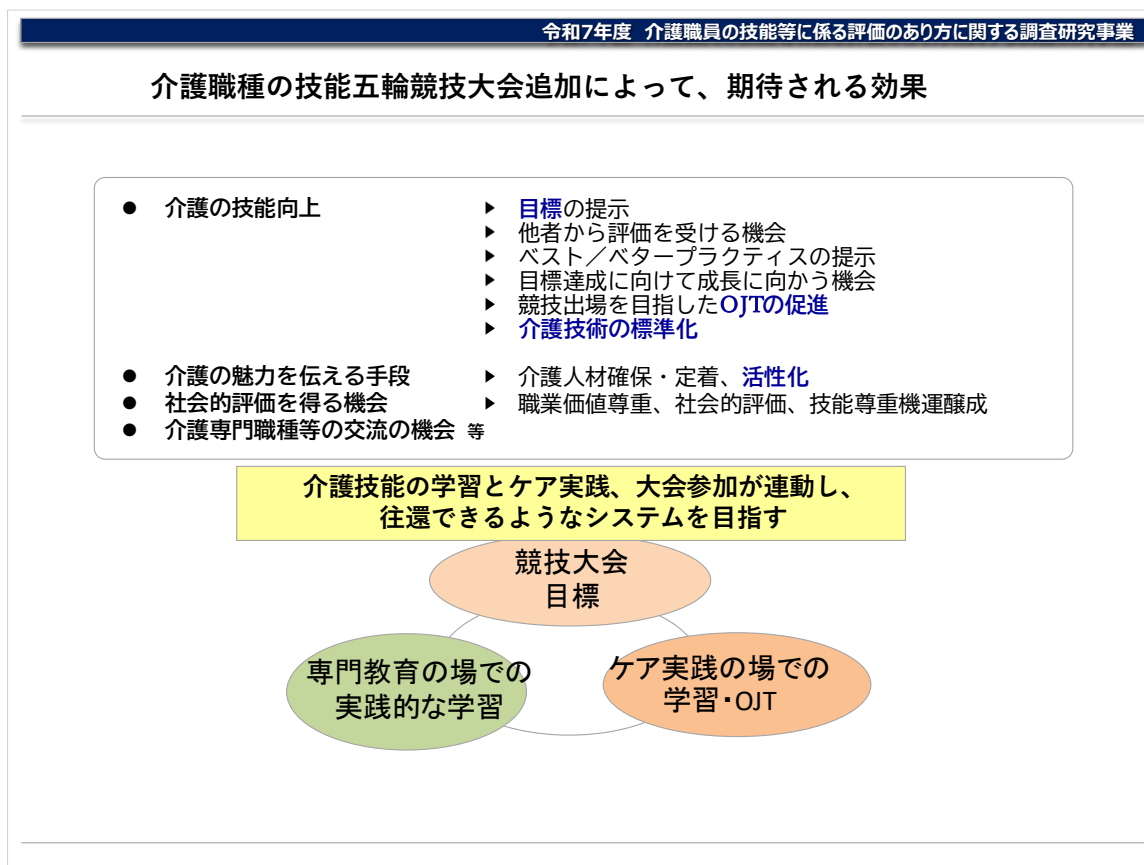 令和7年度 介護職員の技能等に係る評価のあり方に関する調査研究事業
介護職種の技能五輪競技大会追加によって、期待される効果
● 介護の技能向上 ▶ 目標の提示
▶ 他者から評価を受ける機会
▶ ベスト／ベタープラクティスの提示
▶ 目標達成に向けて成長に向かう機会
▶ 競技出場を目指したOJTの促進
▶ 介護技術の標準化
● 介護の魅力を伝える手段 ▶ 介護人材確保・定着、活性化
● 社会的評価を得る機会 ▶ 職業価値尊重、社会的評価、技能尊重機運醸成
● 介護専門職種等の交流の機会 等
介護技能の学習とケア実践、大会参加が連動し、
往還できるようなシステムを目指す
競技大会
目標
専門教育の場での
実践的な学習
ケア実践の場での
学習・OJT